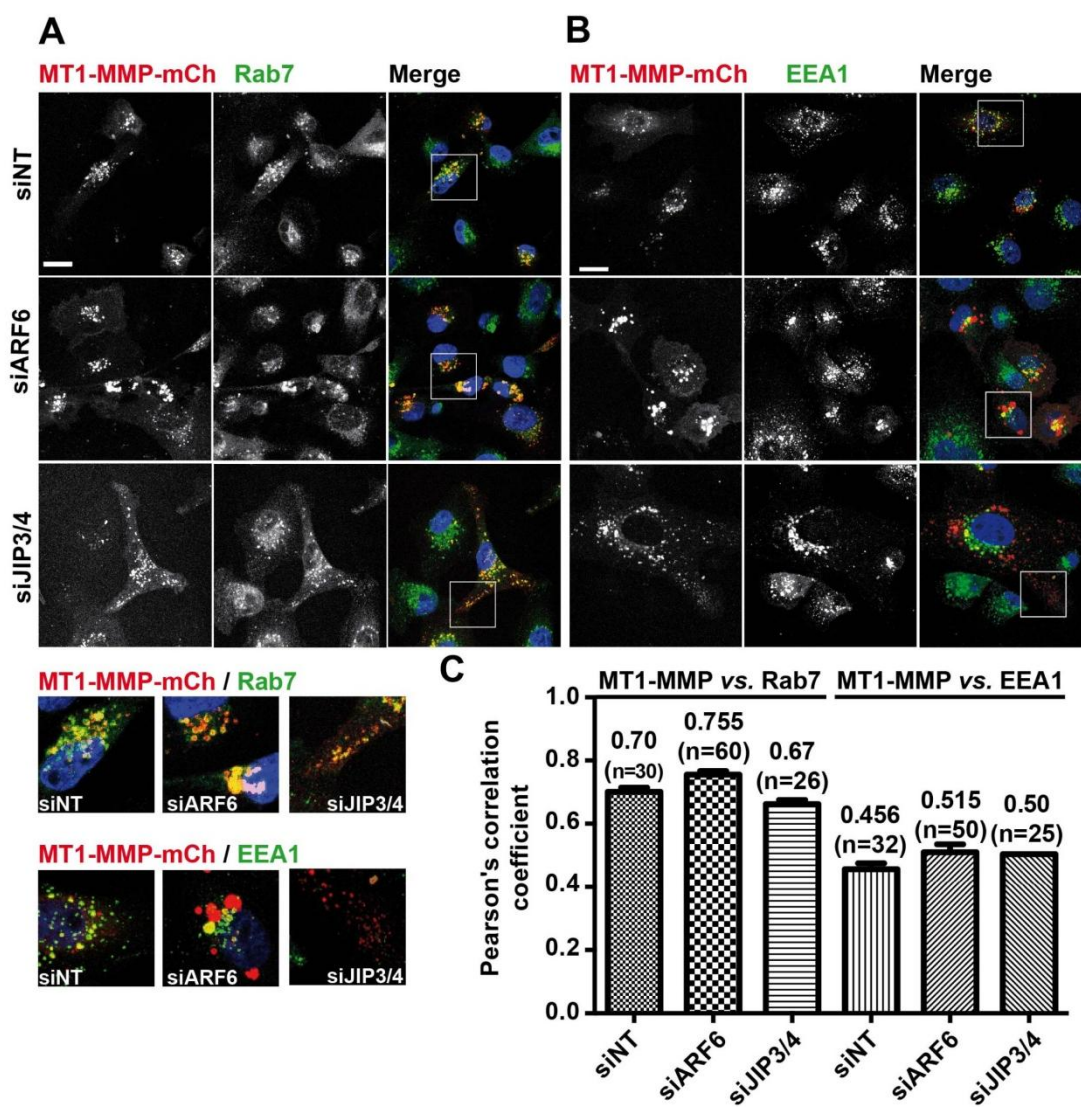 A
B
MT1-MMP-mCh Rab7 Merge
MT1-MMP-mCh EEA1 Merge
siNT
siARF6
siJIP3/4
MT1-MMP-mCh / Rab7
siNT
siARF6
siJIP3/4
MT1-MMP-mCh / EEA1
siNT
siARF6
siJIP3/4
C
MT1-MMP vs. Rab7 MT1-MMP vs. EEA1
Pearson's correlation
coefficient
1.0
0.8
0.6
0.4
0.2
0.0
0.70
(n=30)
0.755
(n=60)
0.67
(n=26)
0.456
(n=32)
0.515
(n=50)
0.50
(n=25)
siNT
siARF6
siJIP3/4
siNT
siARF6
siJIP3/4